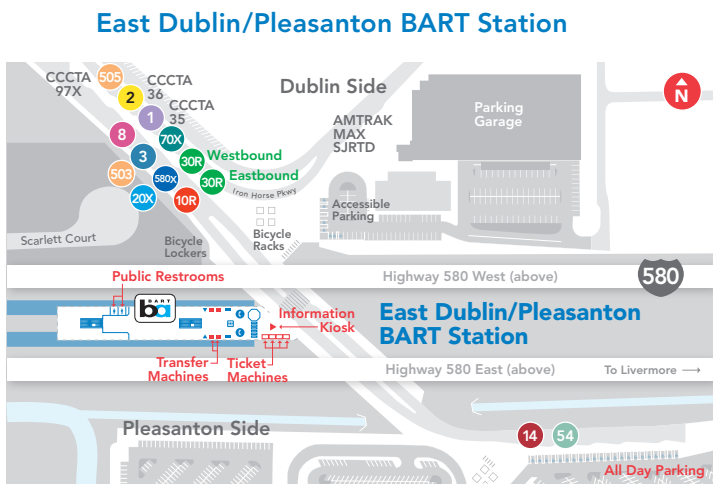 East Dublin/Pleasanton BART Station
CCCTA
97X
505
CCCTA
36
2
CCCTA
35
1
8
70X
3
30R
Westbound
503
580X
30R
Eastbound
20X
10R
Iron Horse Pkwy
Dublin Side
AMTRAK
MAX
SJRTD
Parking
Garage
N
Accessible
Parking
Scarlett Court
Bicycle
Lockers
Bicycle
Racks
Highway 580 West (above)
580
Public Restrooms
BART
ba
Information
Kiosk
East Dublin/Pleasanton
BART Station
Transfer
Machines
Ticket
Machines
Highway 580 East (above)
To Livermore
Pleasanton Side
14
54
All Day Parking